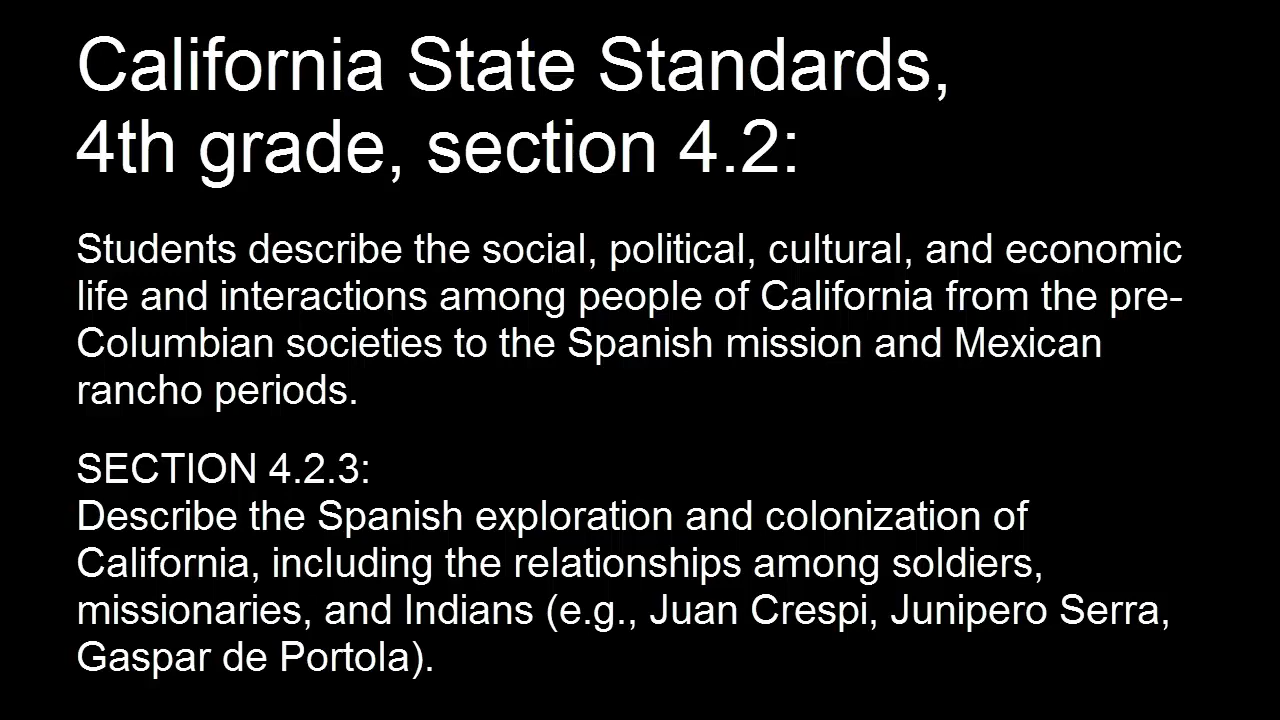 California State Standards,
4th grade, section 4.2:
Students describe the social, political, cultural, and economic
life and interactions among people of California from the pre-
Columbian societies to the Spanish mission and Mexican
rancho periods.
SECTION 4.2.3:
Describe the Spanish exploration and colonization of
California, including the relationships among soldiers,
missionaries, and Indians (e.g., Juan Crespi, Junipero Serra,
Gaspar de Portola).